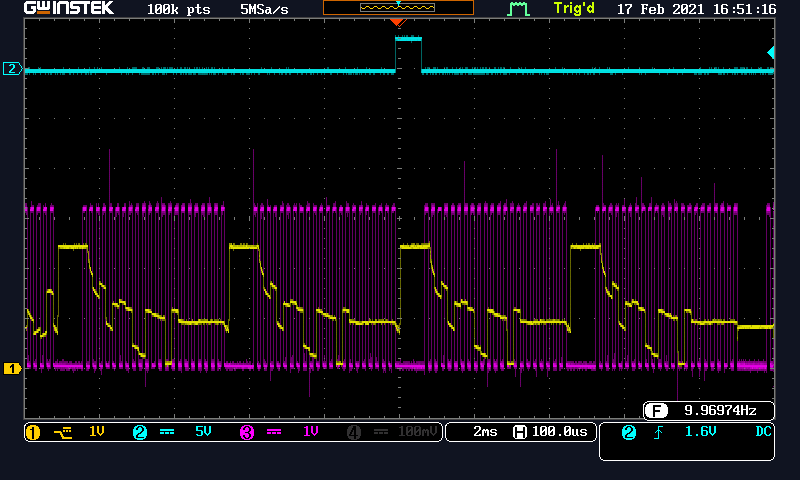 GWINSTEK 100k pts 5MSa/s Trig'd 17 Feb 2021 16:51:16
2
1
F 9.96974Hz
1 1V 2 5V 3 1V 4 100mV 2ms H 100.0us 2 1.6V DC